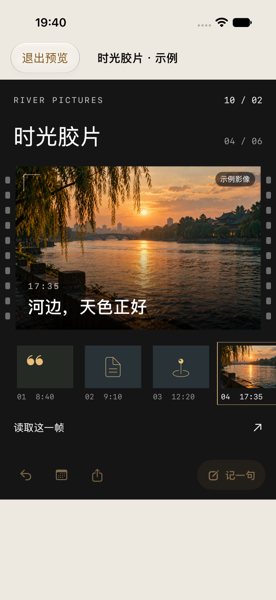 19:40
退出预览
时光胶片 · 示例
RIVER PICTURES
10 / 02
时光胶片
04 / 06
示例影像
17:35
河边，天色正好
01 8:40
02 9:10
03 12:20
04 17:35
读取这一帧
记一句